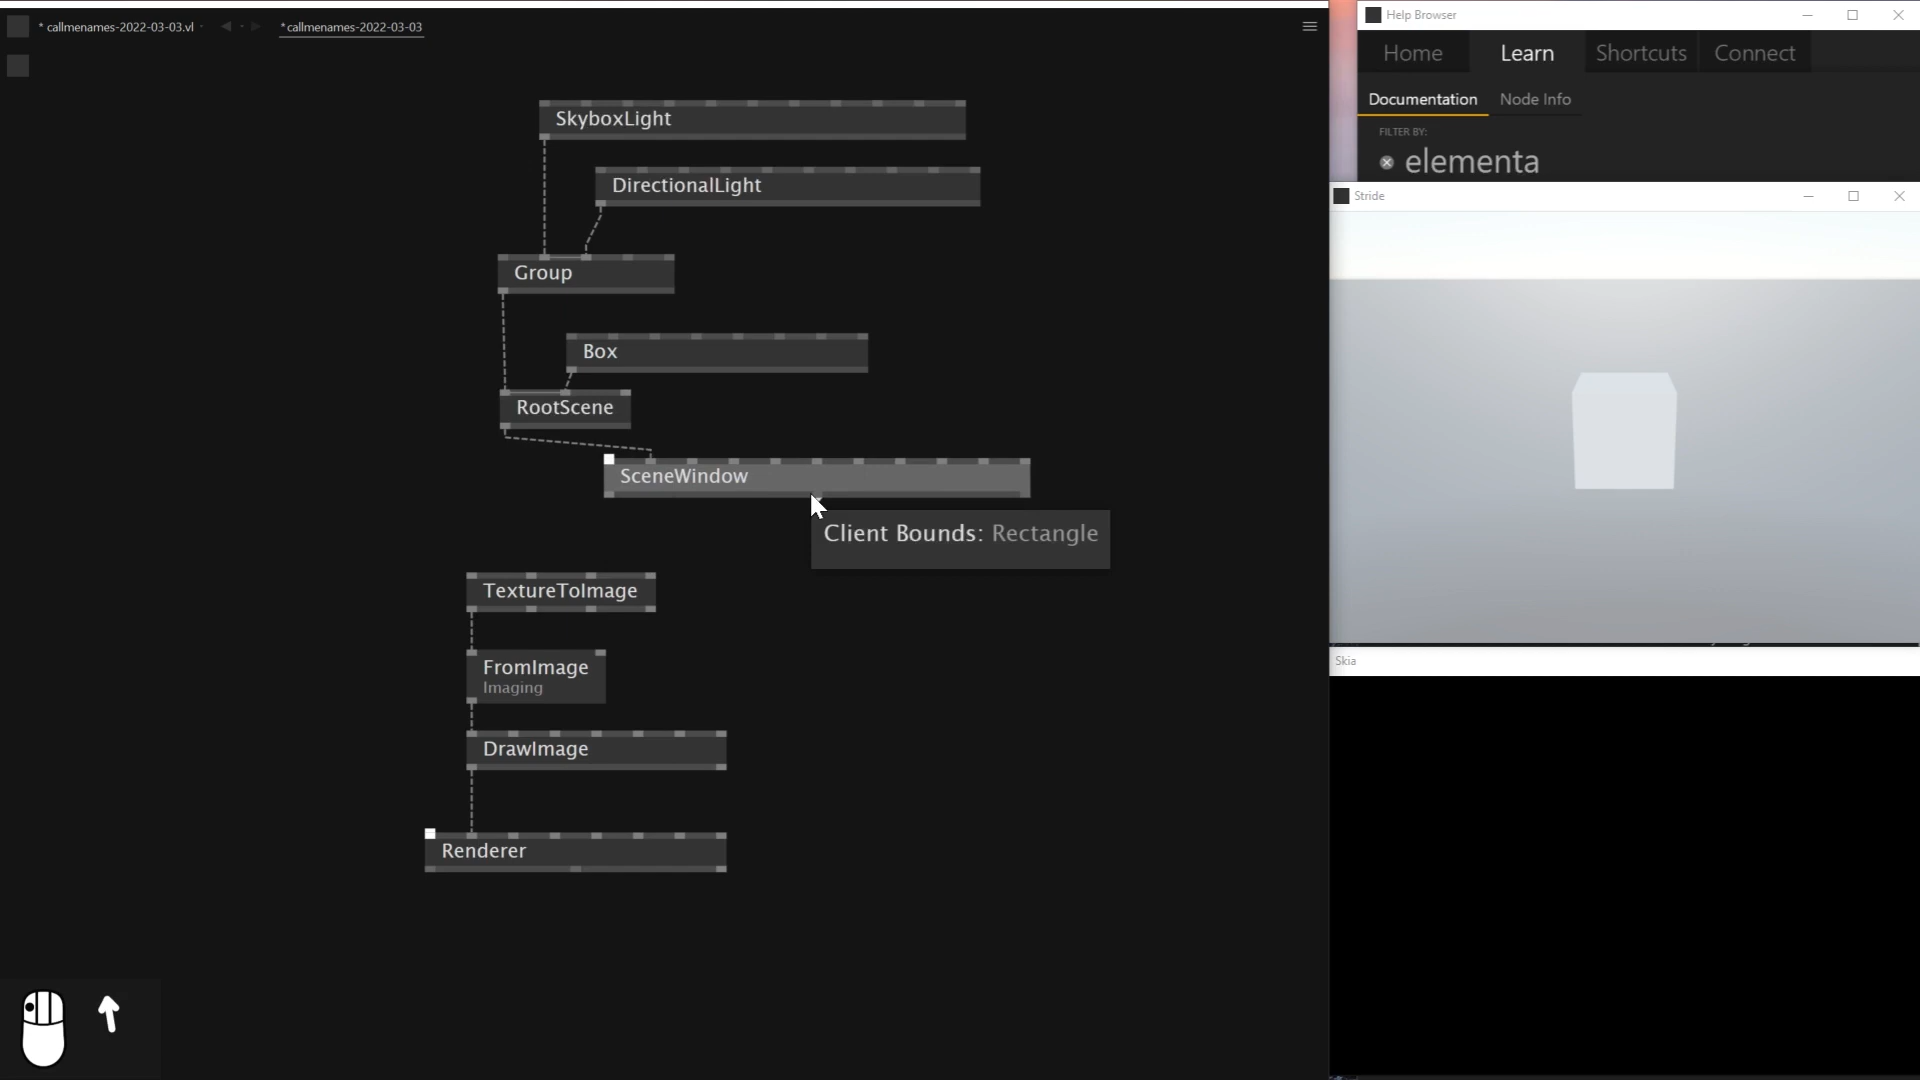 * callmenames-2022-03-03.vl
*callmenames-2022-03-03
SkyboxLight
DirectionalLight
Group
Box
RootScene
SceneWindow
Client Bounds: Rectangle
TextureToImage
FromImage
Imaging
DrawImage
Renderer
Help Browser
Home
Learn
Shortcuts
Connect
Documentation
Node Info
FILTER BY:
elementa
Stride
Skia